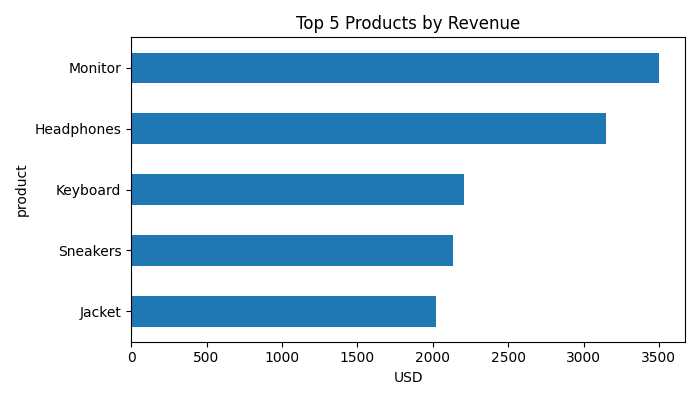 Top 5 Products by Revenue
product
Monitor
Headphones
Keyboard
Sneakers
Jacket
0 500 1000 1500 2000 2500 3000 3500
USD